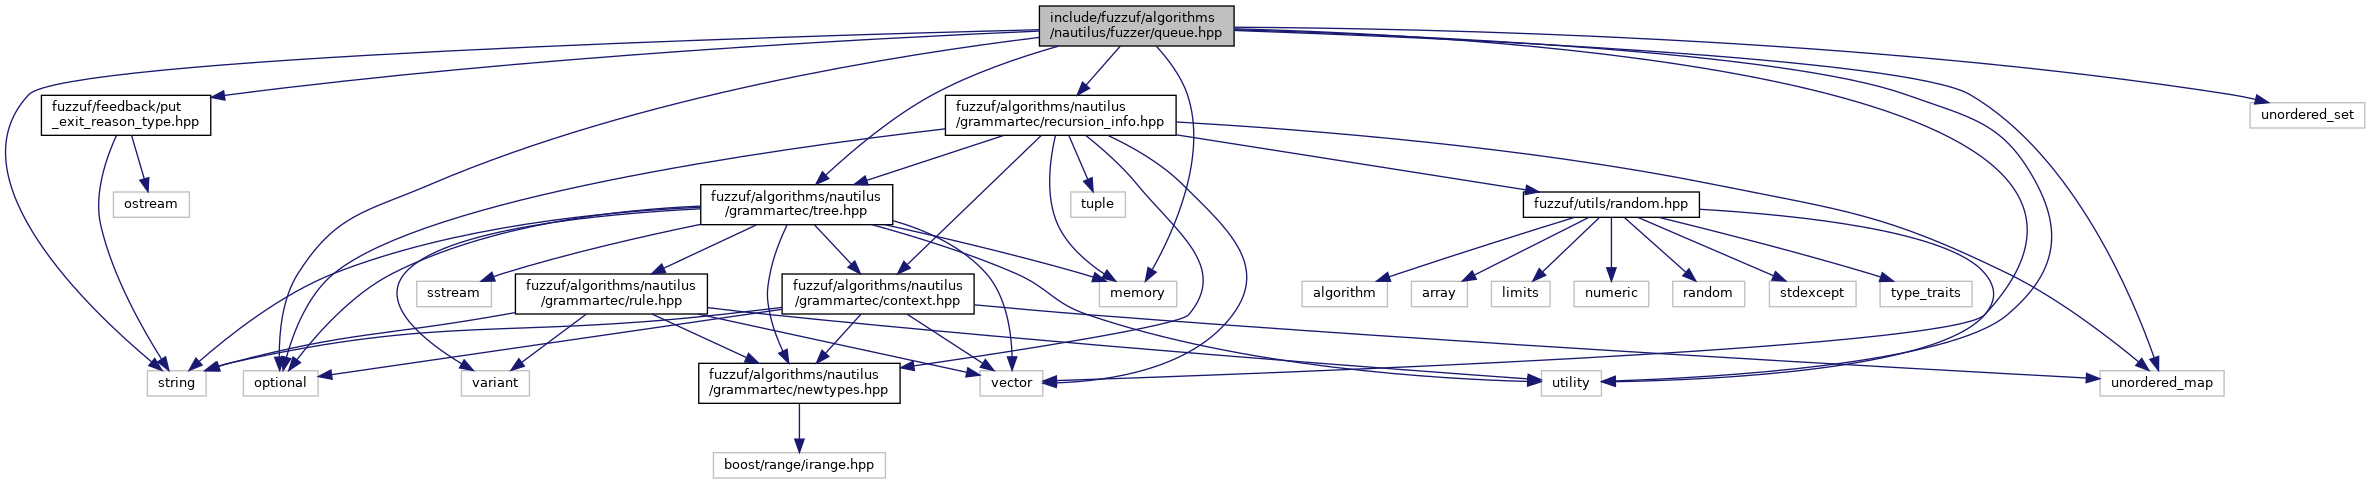 include/fuzzuf/algorithms
/nautilus/fuzzer/queue.hpp
fuzzuf/feedback/put
_exit_reason_type.hpp
fuzzuf/algorithms/nautilus
/grammartec/recursion_info.hpp
unordered_set
ostream
fuzzuf/algorithms/nautilus
/grammartec/tree.hpp
tuple
fuzzuf/utils/random.hpp
sstream
fuzzuf/algorithms/nautilus
/grammartec/rule.hpp
fuzzuf/algorithms/nautilus
/grammartec/context.hpp
memory
algorithm
array
limits
numeric
random
stdexcept
type_traits
string
optional
variant
fuzzuf/algorithms/nautilus
/grammartec/newtypes.hpp
vector
utility
unordered_map
boost/range/irange.hpp